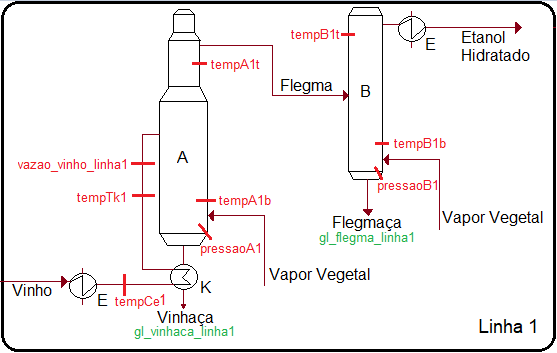 tempB1t
E
Etanol
Hidratado
tempA1t
Flegma
B
vazao_vinho_linha1
A
tempB1b
tempTk1
tempA1b
pressaoB1
Flegmaça
gl_flegma_linha1
Vapor Vegetal
pressaoA1
Vapor Vegetal
Vinho
E
tempCe1
K
Vinhaça
gl_vinhaca_linha1
Linha 1